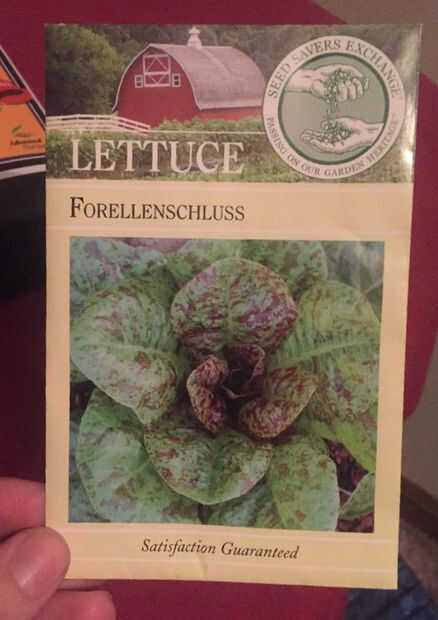 SEED SAVERS EXCHANGE
PASSING ON OUR GARDEN HERITAGE
LETTUCE
FORELLENSCHLUSS
Satisfaction Guaranteed